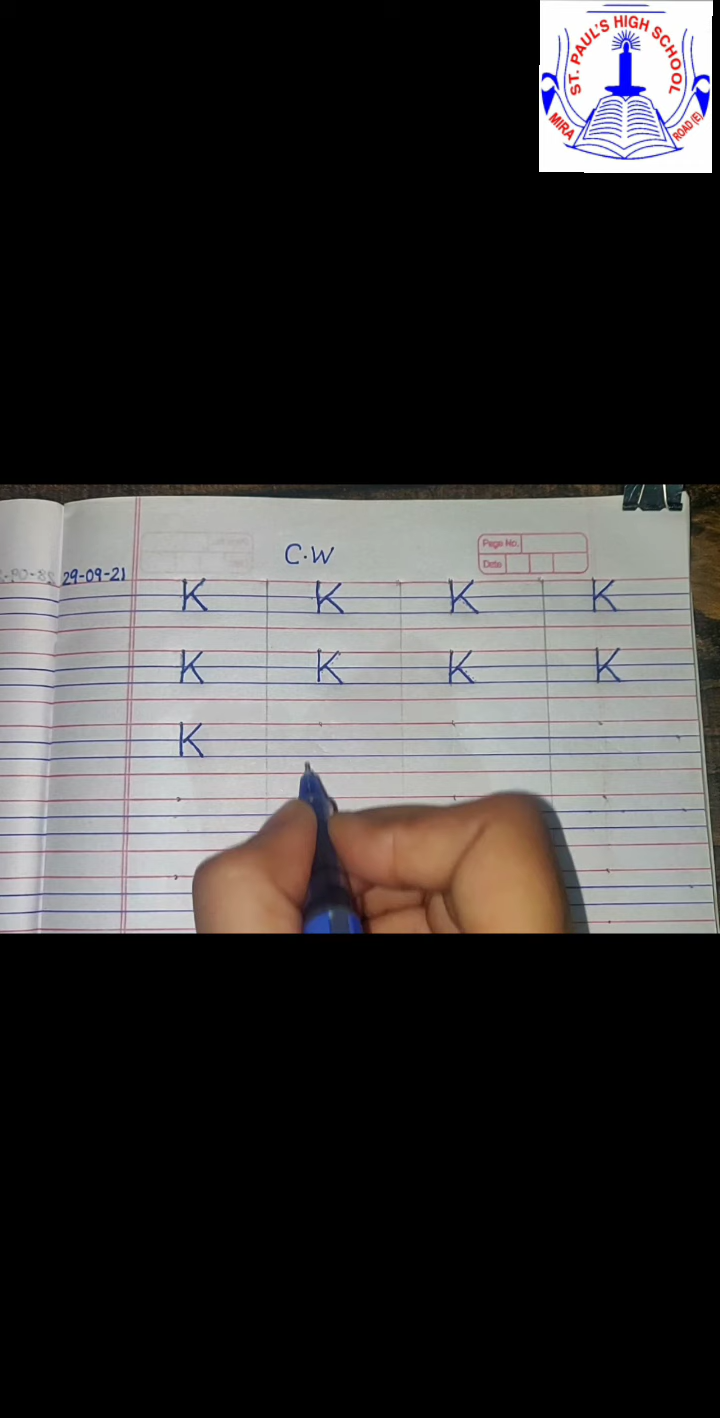 ST. PAUL'S HIGH SCHOOL
MIRA ROAD (E)
C.W
Page No.
Date
29-09-21
K K K K
K K K K
K